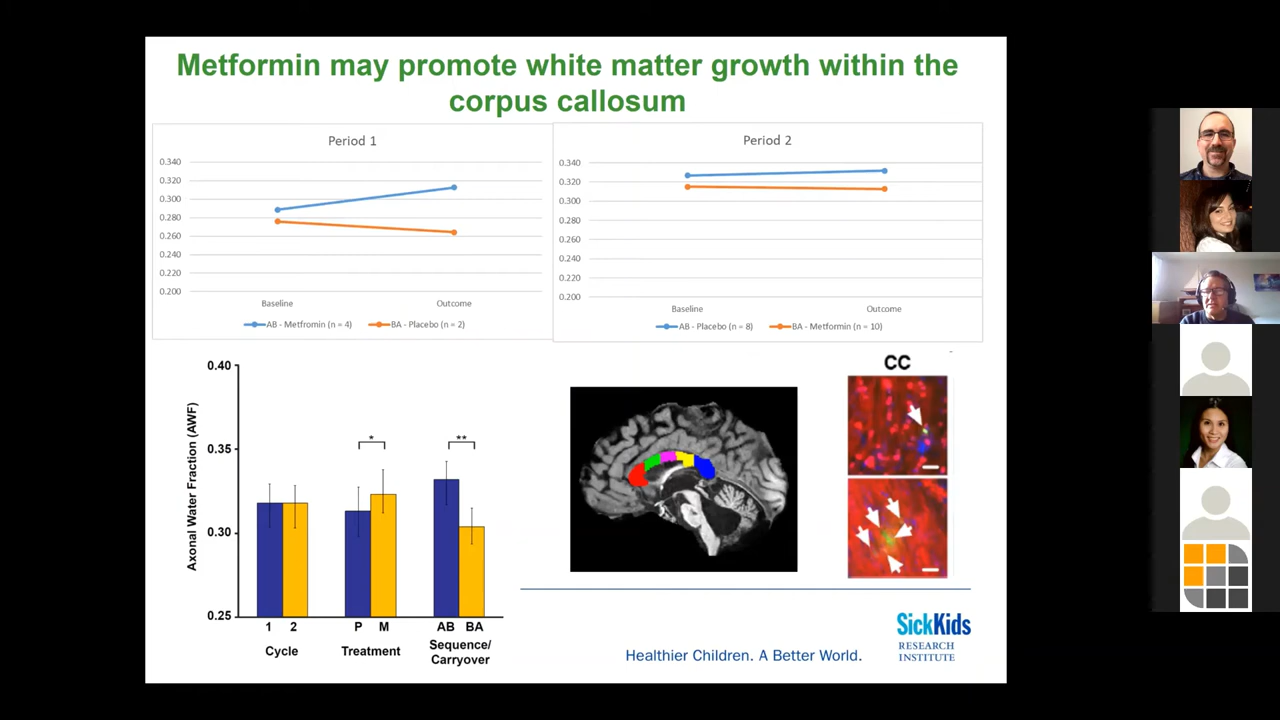 Metformin may promote white matter growth within the
corpus callosum
Period 1
0.340
0.320
0.300
0.280
0.260
0.240
0.220
0.200
Baseline
Outcome
AB - Metfromin (n = 4)
BA - Placebo (n = 2)
Period 2
0.340
0.320
0.300
0.280
0.260
0.240
0.220
0.200
Baseline
Outcome
AB - Placebo (n = 8)
BA - Metformin (n = 10)
Axonal Water Fraction (AWF)
0.40
0.35
0.30
0.25
*
**
1 2
P M
AB BA
Cycle
Treatment
Sequence/
Carryover
CC
SickKids
RESEARCH
INSTITUTE
Healthier Children. A Better World.